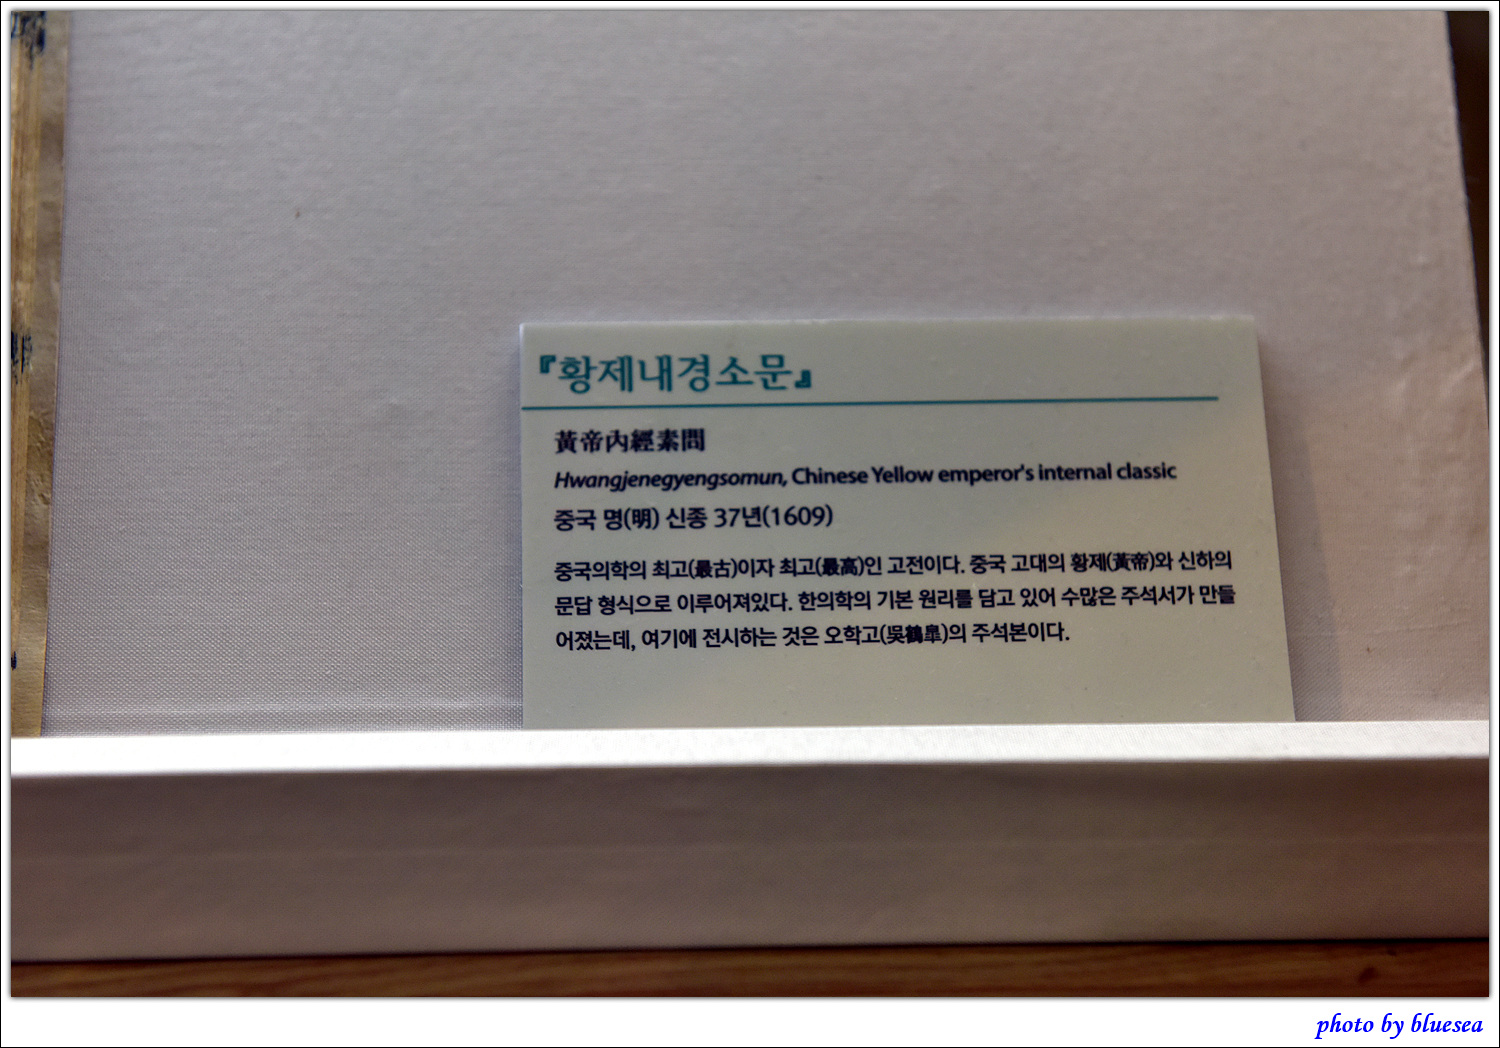 『황제내경소문』
黃帝內經素問
Hwangjenegyengsomun, Chinese Yellow emperor's internal classic
중국 명(明) 신종 37년(1609)
중국의학의 최고(最古)이자 최고(最高)인 고전이다. 중국 고대의 황제(黃帝)와 신하의
문답 형식으로 이루어져있다. 한의학의 기본 원리를 담고 있어 수많은 주석서가 만들
어졌는데, 여기에 전시하는 것은 오학고(吳鶴皐)의 주석본이다.
photo by bluesea